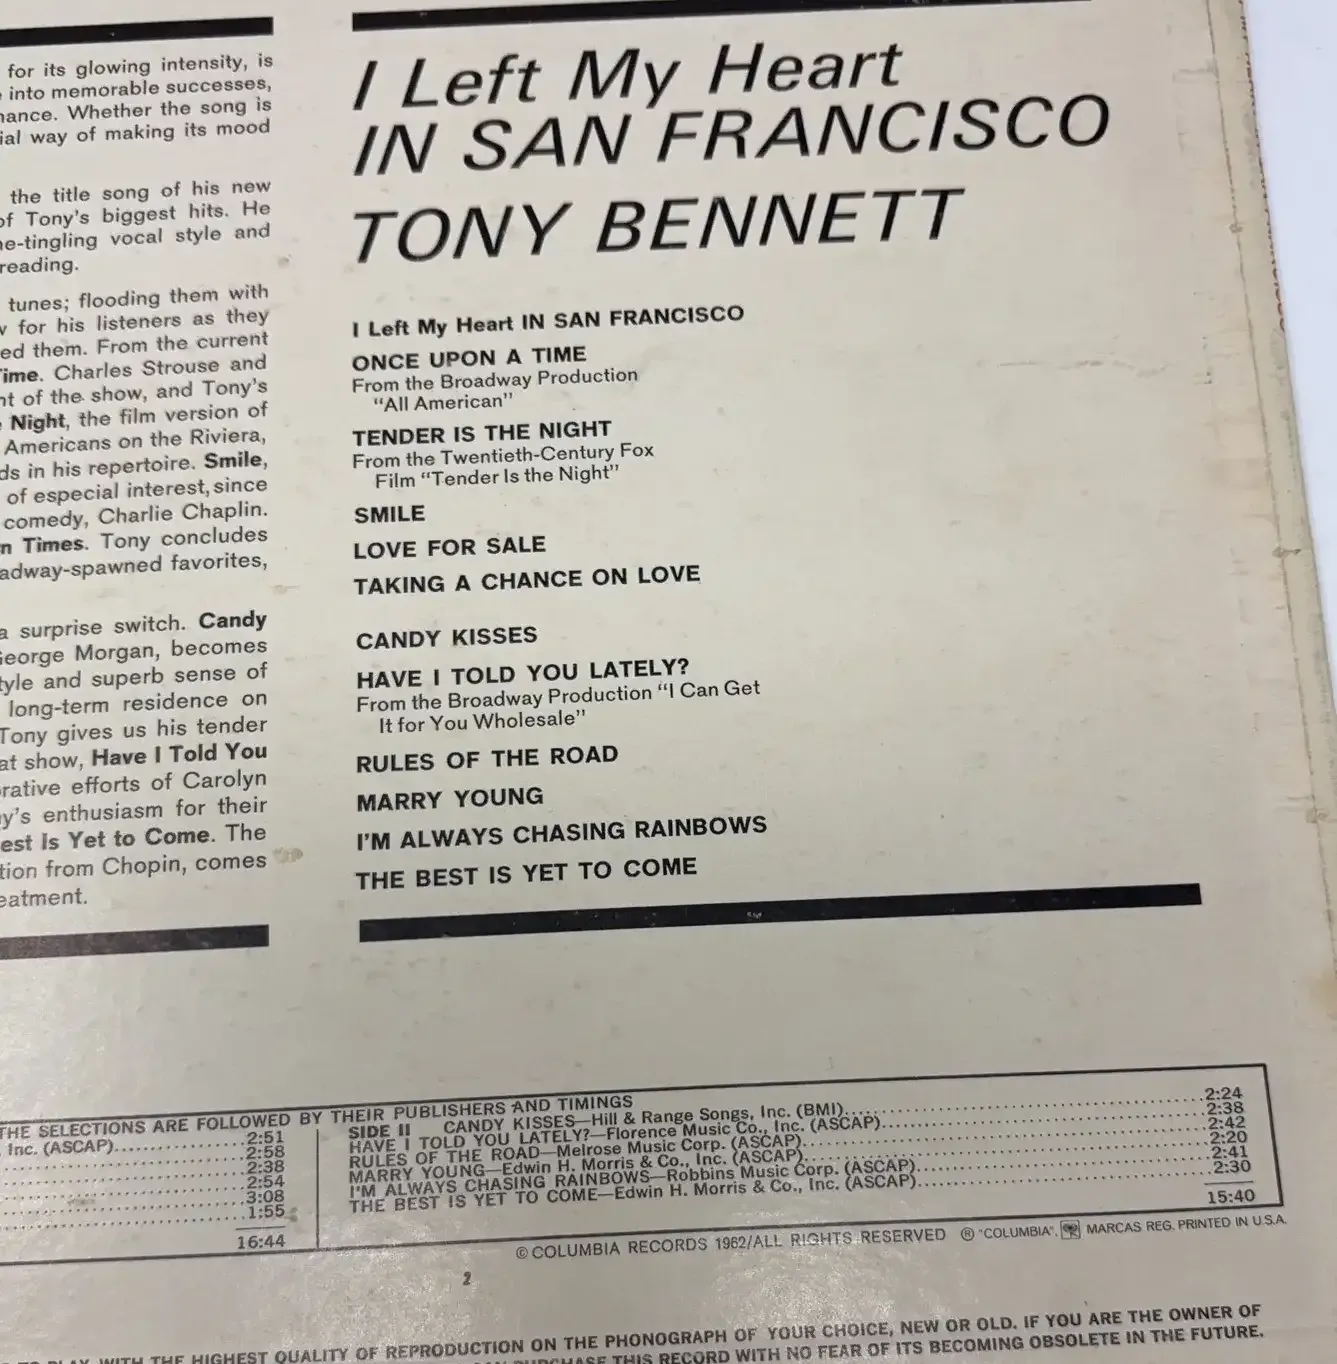 for its glowing intensity, is
into memorable successes,
Whether the song is
way of making its mood
the title song of his new
of Tony's biggest hits. He
vocal style and
reading.
tunes; flooding them with
for his listeners as they
them. From the current
Charles Strouse and
of the show, and Tony's
Night, the film version of
Americans on the Riviera,
in his repertoire. Smile,
of especial interest, since
comedy, Charlie Chaplin.
Times. Tony concludes
favorites,
a surprise switch. Candy
George Morgan, becomes
and superb sense of
long-term residence on
Tony gives us his tender
show, Have I Told You
efforts of Carolyn
enthusiasm for their
Is Yet to Come. The
from Chopin, comes
I Left My Heart
IN SAN FRANCISCO
TONY BENNETT
I Left My Heart IN SAN FRANCISCO
ONCE UPON A TIME
From the Broadway Production
"All American"
TENDER IS THE NIGHT
From the Twentieth-Century Fox
Film "Tender Is the Night"
SMILE
LOVE FOR SALE
TAKING A CHANCE ON LOVE
CANDY KISSES
HAVE I TOLD YOU LATELY?
From the Broadway Production "I Can Get
It for You Wholesale"
RULES OF THE ROAD
MARRY YOUNG
I'M ALWAYS CHASING RAINBOWS
THE BEST IS YET TO COME
THE SELECTIONS ARE FOLLOWED BY THEIR PUBLISHERS AND TIMINGS
Inc. (ASCAP)..............2:51
2:58
2:38
2:54
3:08
1:55
16:44
SIDE II CANDY KISSES—Hill & Range Songs, Inc. (BMI)..............2:24
HAVE I TOLD YOU LATELY?—Florence Music Co., Inc. (ASCAP)..............2:38
RULES OF THE ROAD—Melrose Music Corp. (ASCAP)..............2:42
MARRY YOUNG—Edwin H. Morris & Co., Inc. (ASCAP)..............2:20
I'M ALWAYS CHASING RAINBOWS—Robbins Music Corp. (ASCAP)..............2:41
THE BEST IS YET TO COME—Edwin H. Morris & Co., Inc. (ASCAP)..............2:30
15:40
© COLUMBIA RECORDS 1962/ALL RIGHTS RESERVED ® "COLUMBIA", MARCAS REG. PRINTED IN U.S.A.
2
WITH THE HIGHEST QUALITY OF REPRODUCTION ON THE PHONOGRAPH OF YOUR CHOICE, NEW OR OLD. IF YOU ARE THE OWNER OF
THIS RECORD WITH NO FEAR OF ITS BECOMING OBSOLETE IN THE FUTURE.